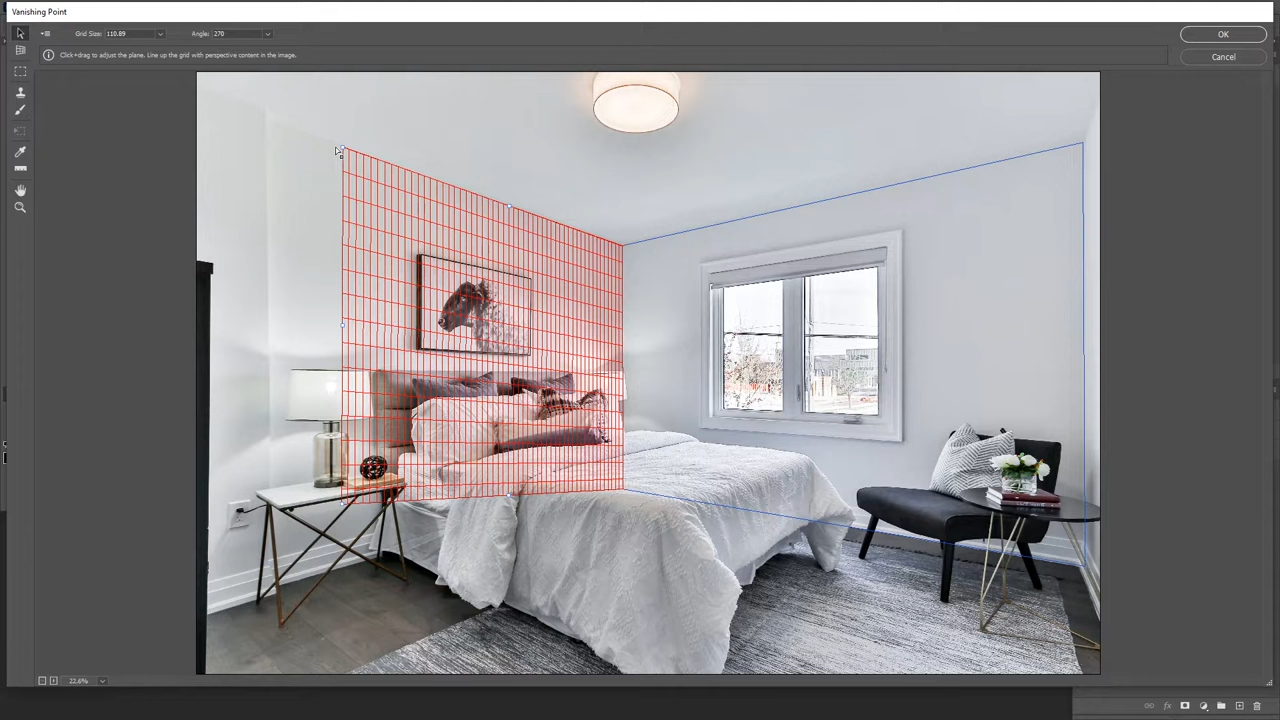 Vanishing Point
Grid Size: 110.89 Angle: 270
OK
Click+drag to adjust the plane. Line up the grid with perspective content in the image.
Cancel
22.6%
fx